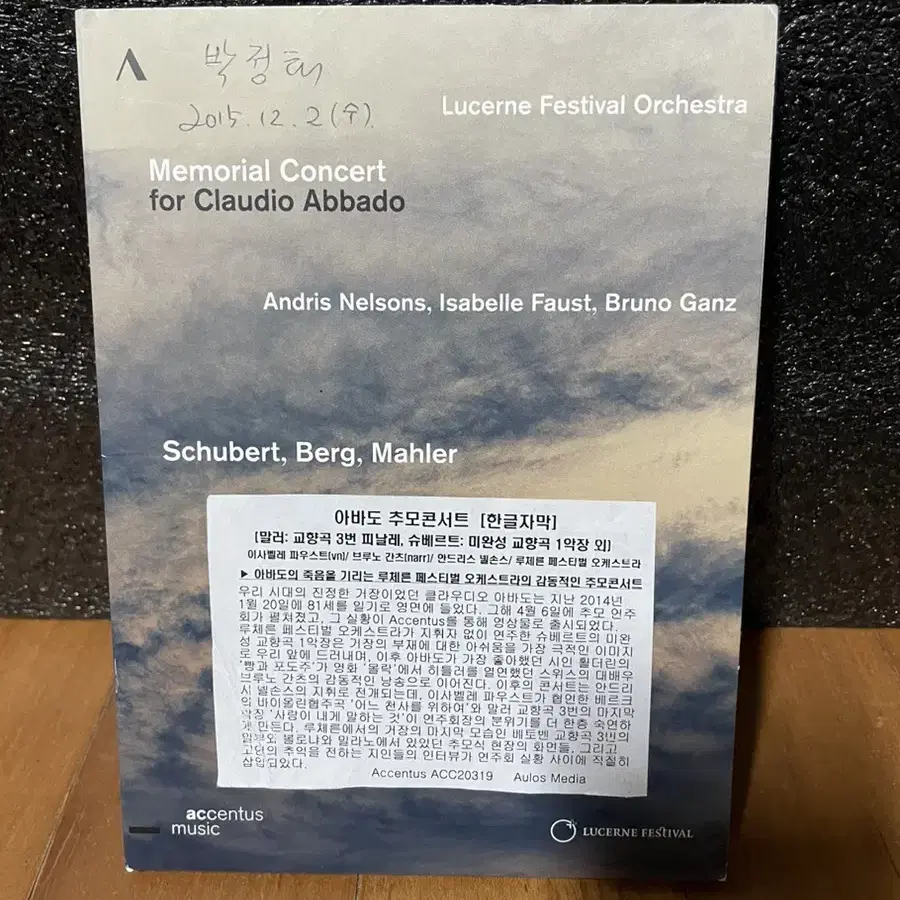 박정태
2015. 12. 2 (수).
Lucerne Festival Orchestra
Memorial Concert
for Claudio Abbado
Andris Nelsons, Isabelle Faust, Bruno Ganz
Schubert, Berg, Mahler
아바도 추모콘서트 [한글자막]
[말러: 교향곡 3번 피날레, 슈베르트: 미완성 교향곡 1악장 외]
이사벨레 파우스트(vn)/ 브루노 간츠(narr)/ 안드리스 넬손스/ 루체른 페스티벌 오케스트라
▶ 아바도의 죽음을 기리는 루체른 페스티벌 오케스트라의 감동적인 추모콘서트
우리 시대의 진정한 거장이었던 클라우디오 아바도는 지난 2014년
1월 20일에 81세를 일기로 영면에 들었다. 그해 4월 6일에 추모 연주
회가 펼쳐졌고, 그 실황이 Accentus를 통해 영상물로 출시되었다.
루체른 페스티벌 오케스트라가 지휘자 없이 연주한 슈베르트의 미완
성 교향곡 1악장은 거장의 부재에 대한 아쉬움을 가장 극적인 이미지
로 우리 앞에 드러내며, 이후 아바도가 가장 좋아했던 시인 횔더린의
'빵과 포도주'가 영화 '몰락'에서 히틀러를 열연했던 스위스의 대배우
브루노 간츠의 감동적인 낭송으로 이어진다. 이후의 콘서트는 안드리
시 넬손스의 지휘로 전개되는데, 이사벨레 파우스트가 협연한 베르크
의 바이올린협주곡 '어느 천사를 위하여'와 말러 교향곡 3번의 마지막
악장 '사랑이 내게 말하는 것'이 연주회장의 분위기를 더 한층 숙연하
게 만든다. 루체른에서의 거장의 마지막 모습인 베토벤 교향곡 3번의
일부와 볼로냐와 밀라노에서 있었던 추모식 현장의 화면들, 그리고
고인의 추억을 전하는 지인들의 인터뷰가 연주회 실황 사이에 적절히
삽입되었다.
Accentus ACC20319 Aulos Media
accentus
music
LUCERNE FESTIVAL